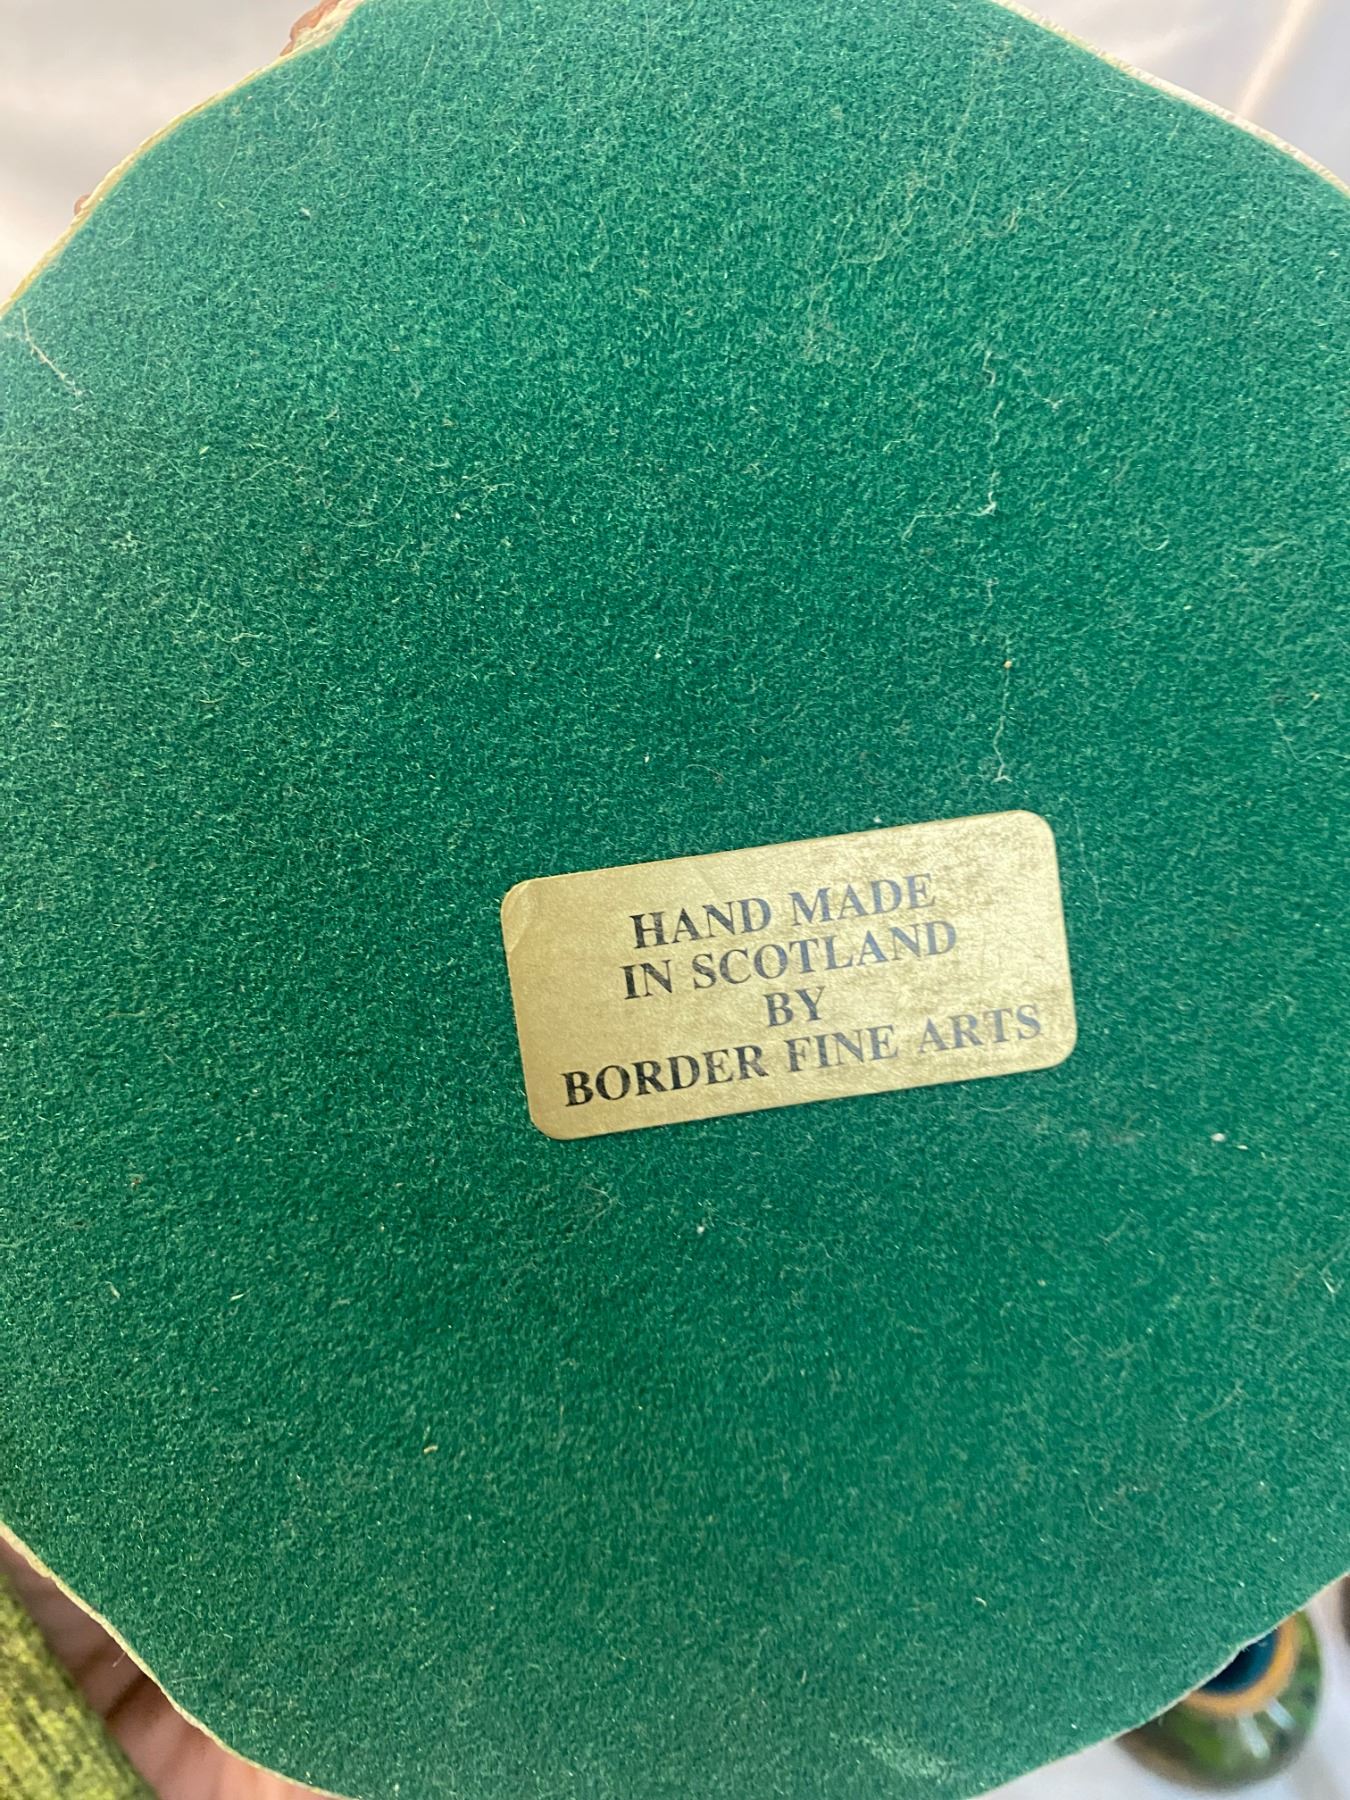 HAND MADE
IN SCOTLAND
BY
BORDER FINE ARTS